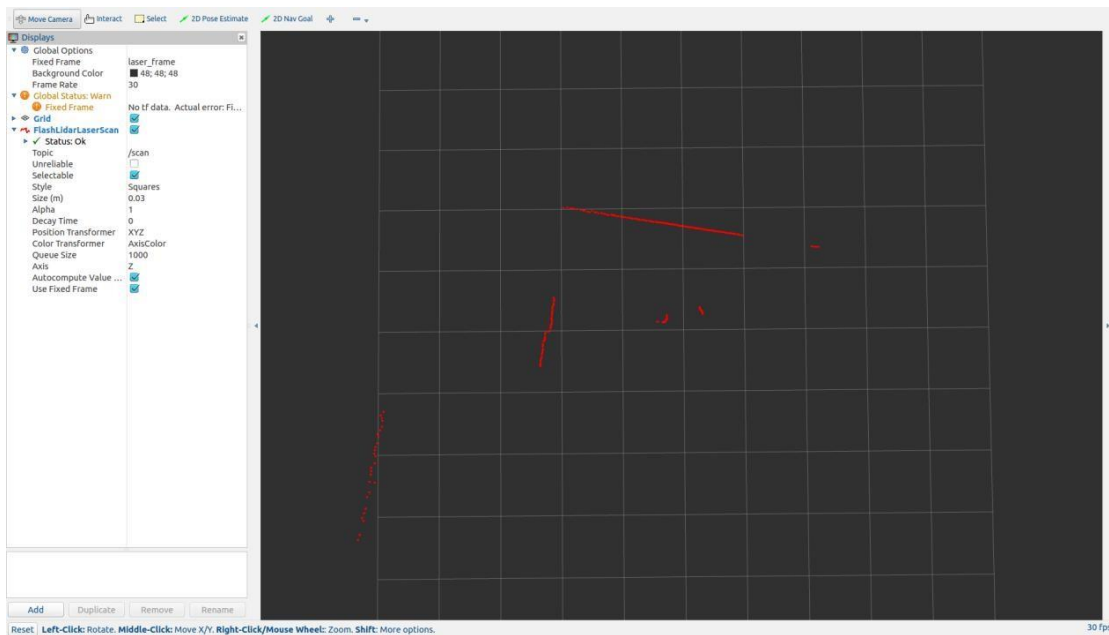 Move Camera Interact Select 2D Pose Estimate 2D Nav Goal
Displays
Global Options
Fixed Frame laser_frame
Background Color 48; 48; 48
Frame Rate 30
Global Status: Warn
Fixed Frame No tf data. Actual error: Fi...
Grid
FlashLidarLaserScan
Status: Ok
Topic /scan
Unreliable
Selectable
Style Squares
Size (m) 0.03
Alpha 1
Decay Time 0
Position Transformer XYZ
Color Transformer AxisColor
Queue Size 1000
Axis Z
Autocompute Value ...
Use Fixed Frame
Add Duplicate Remove Rename
Reset Left-Click: Rotate. Middle-Click: Move X/Y. Right-Click/Mouse Wheel: Zoom. Shift: More options. 30 fps